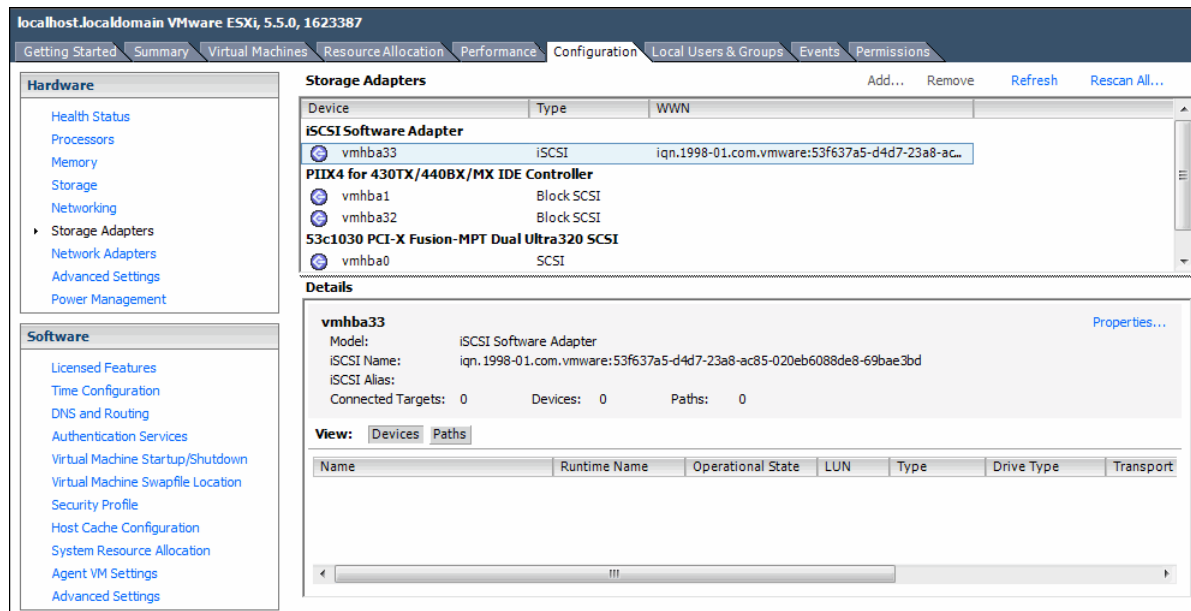 localhost.localdomain VMware ESXi, 5.5.0, 1623387
Getting Started Summary Virtual Machines Resource Allocation Performance Configuration Local Users & Groups Events Permissions
Hardware
Health Status
Processors
Memory
Storage
Networking
Storage Adapters
Network Adapters
Advanced Settings
Power Management
Software
Licensed Features
Time Configuration
DNS and Routing
Authentication Services
Virtual Machine Startup/Shutdown
Virtual Machine Swapfile Location
Security Profile
Host Cache Configuration
System Resource Allocation
Agent VM Settings
Advanced Settings
Storage Adapters Add... Remove Refresh Rescan All...
Device Type WWN
iSCSI Software Adapter
vmhba33 iSCSI iqn.1998-01.com.vmware:53f637a5-d4d7-23a8-ac...
PIIX4 for 430TX/440BX/MX IDE Controller
vmhba1 Block SCSI
vmhba32 Block SCSI
53c1030 PCI-X Fusion-MPT Dual Ultra320 SCSI
vmhba0 SCSI
Details
vmhba33 Properties...
Model: iSCSI Software Adapter
iSCSI Name: iqn.1998-01.com.vmware:53f637a5-d4d7-23a8-ac85-020eb6088de8-69bae3bd
iSCSI Alias:
Connected Targets: 0 Devices: 0 Paths: 0
View: Devices Paths
Name Runtime Name Operational State LUN Type Drive Type Transport